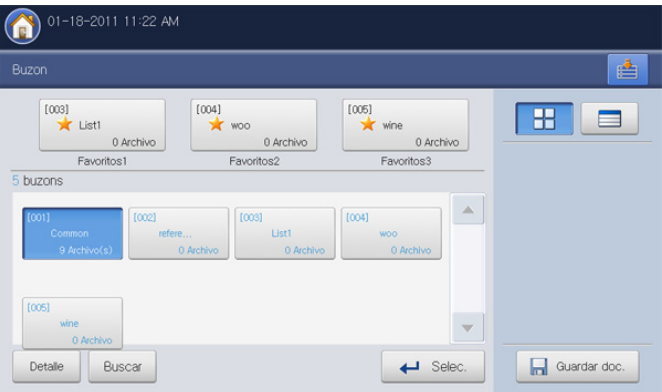 01-18-2011 11:22 AM
Buzon
[003] [004] [005]
List1 woo wine
0 Archivo 0 Archivo 0 Archivo
Favoritos1 Favoritos2 Favoritos3
5 buzons
[001] [002] [003] [004]
Common refere... List1 woo
9 Archivo(s) 0 Archivo 0 Archivo 0 Archivo
[005]
wine
0 Archivo
Detalle Buscar Selec. Guardar doc.